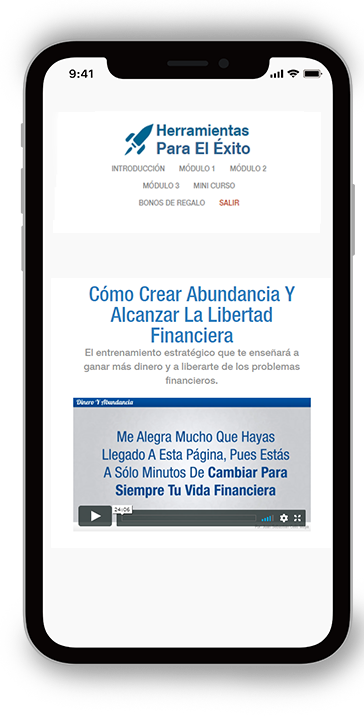 9:41
Herramientas
Para El Éxito
INTRODUCCIÓN MÓDULO 1 MÓDULO 2
MÓDULO 3 MINI CURSO
BONOS DE REGALO SALIR
Cómo Crear Abundancia Y
Alcanzar La Libertad
Financiera
El entrenamiento estratégico que te enseñará a
ganar más dinero y a liberarte de los problemas
financieros.
Dinero Y Abundancia
Me Alegra Mucho Que Hayas
Llegado A Esta Página, Pues Estás
A Sólo Minutos De Cambiar Para
Siempre Tu Vida Financiera
24:06